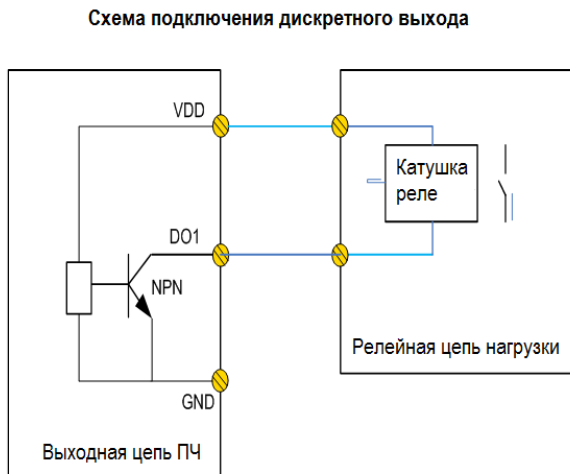 Схема подключения дискретного выхода
VDD
Катушка
реле
DO1
NPN
Релейная цепь нагрузки
GND
Выходная цепь ПЧ